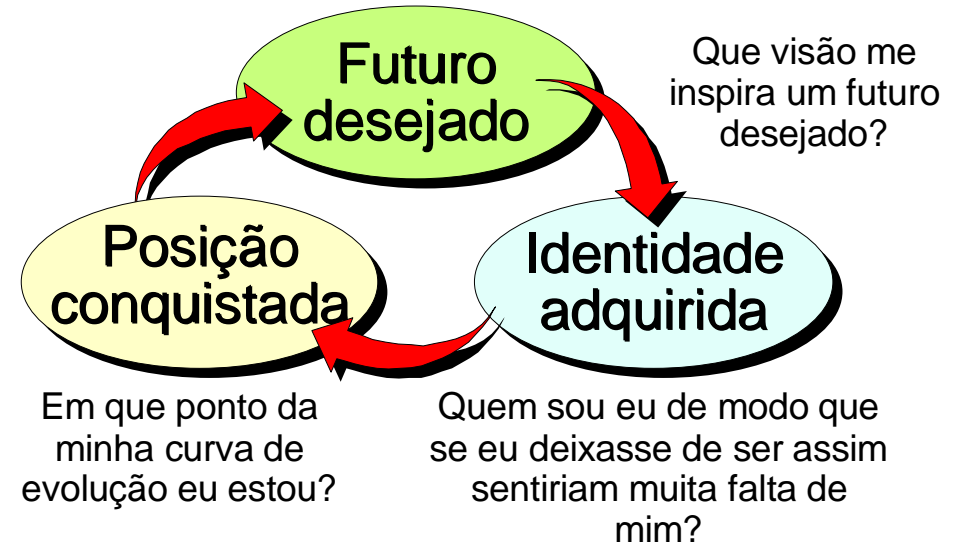 Futuro
desejado
Que visão me
inspira um futuro
desejado?
Posição
conquistada
Identidade
adquirida
Em que ponto da
minha curva de
evolução eu estou?
Quem sou eu de modo que
se eu deixasse de ser assim
sentiriam muita falta de
mim?